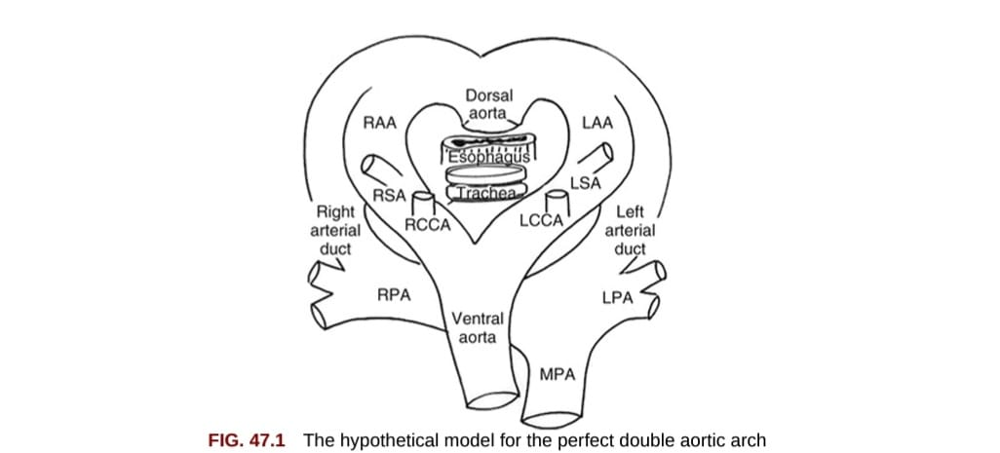 Dorsal
aorta
RAA
LAA
Esophagus
Trachea
LSA
RSA
RCCA
LCCA
Right
arterial
duct
Left
arterial
duct
RPA
LPA
Ventral
aorta
MPA
FIG. 47.1 The hypothetical model for the perfect double aortic arch